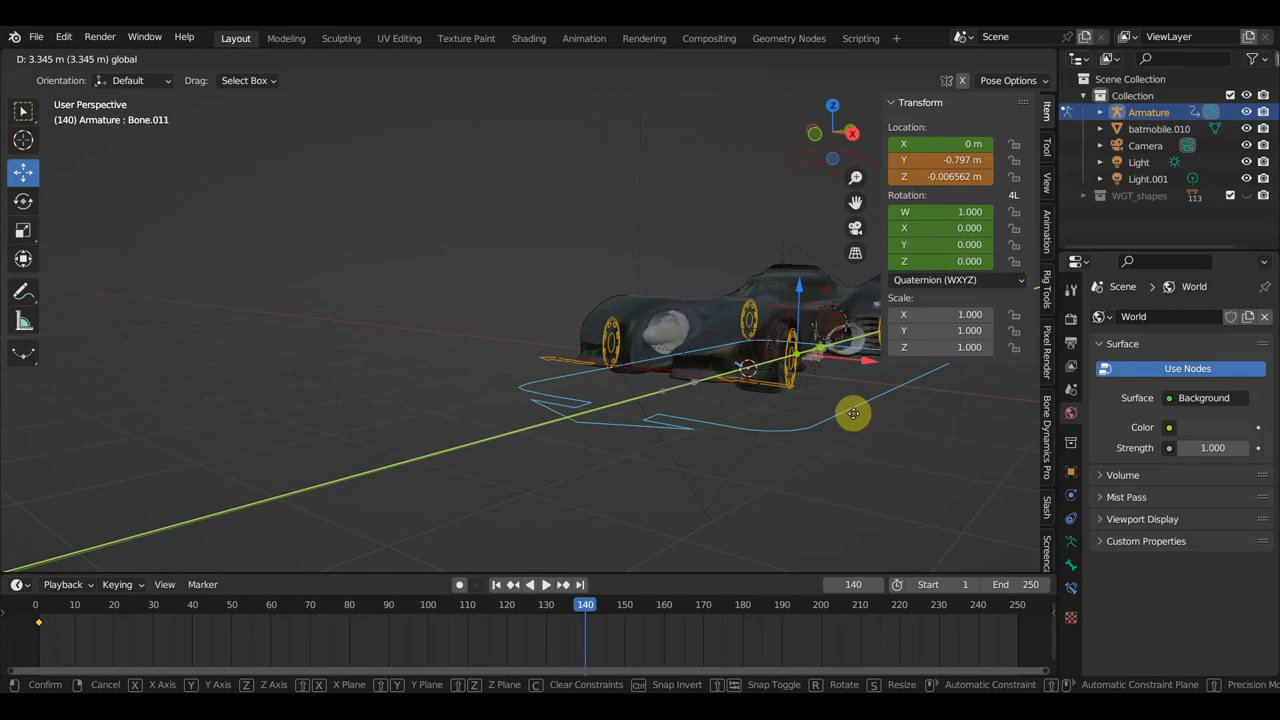 File Edit Render Window Help Layout Modeling Sculpting UV Editing Texture Paint Shading Animation Rendering Compositing Geometry Nodes Scripting + Scene ViewLayer
D: 3.345 m (3.345 m) global
Orientation: Default Drag: Select Box X Pose Options
User Perspective
(140) Armature : Bone.011
Z
X
Transform
Location:
X 0 m
Y -0.797 m
Z -0.006562 m
Rotation: 4L
W 1.000
X 0.000
Y 0.000
Z 0.000
Quaternion (WXYZ)
Scale:
X 1.000
Y 1.000
Z 1.000
Item
Tool
View
Animation
Rig Tools
Pixel Render
Bone Dynamics Pro
Slash
Screenca
Scene Collection
Collection
Armature
batmobile.010
Camera
Light
Light.001
WGT_shapes 113
Scene World
World
Surface
Use Nodes
Surface Background
Color
Strength 1.000
Volume
Mist Pass
Viewport Display
Custom Properties
Playback Keying View Marker 140 Start 1 End 250
0 10 20 30 40 50 60 70 80 90 100 110 120 130 140 150 160 170 180 190 200 210 220 230 240 250
Confirm Cancel X X Axis Y Y Axis Z Z Axis X X Plane Y Y Plane Z Z Plane C Clear Constraints Ctrl Snap Invert Snap Toggle R Rotate S Resize Automatic Constraint Automatic Constraint Plane Precision Mo